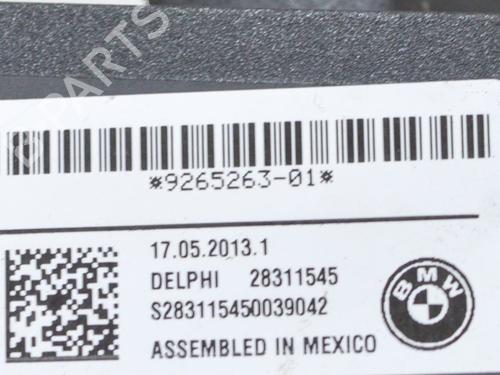 PARTS
*9265263-01*
17.05.2013.1
DELPHI 28311545
S283115450039042
BMW
ASSEMBLED IN MEXICO